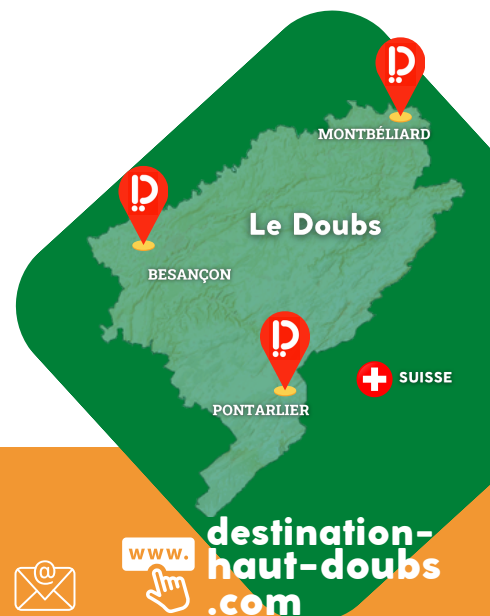 MONTBÉLIARD
Le Doubs
BESANÇON
SUISSE
PONTARLIER
www.
destination-
haut-doubs
.com
@